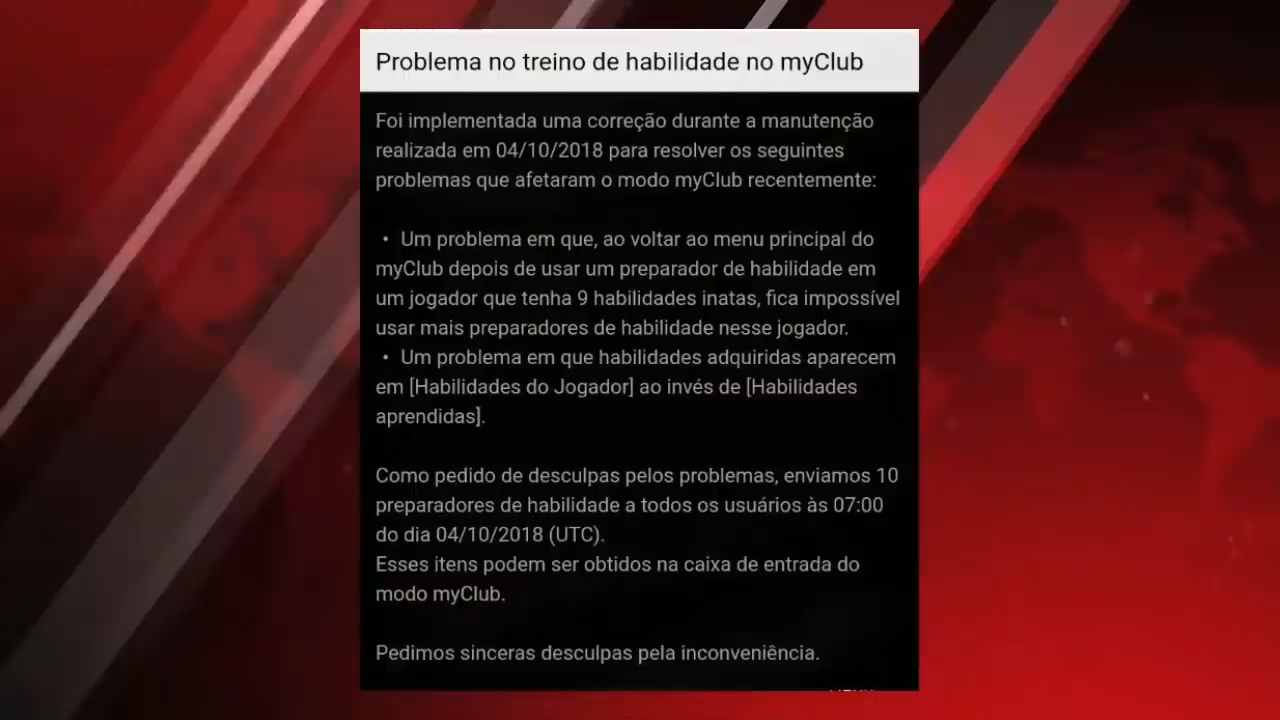 Problema no treino de habilidade no myClub
Foi implementada uma correção durante a manutenção
realizada em 04/10/2018 para resolver os seguintes
problemas que afetaram o modo myClub recentemente:
• Um problema em que, ao voltar ao menu principal do
myClub depois de usar um preparador de habilidade em
um jogador que tenha 9 habilidades inatas, fica impossível
usar mais preparadores de habilidade nesse jogador.
• Um problema em que habilidades adquiridas aparecem
em [Habilidades do Jogador] ao invés de [Habilidades
aprendidas].
Como pedido de desculpas pelos problemas, enviamos 10
preparadores de habilidade a todos os usuários às 07:00
do dia 04/10/2018 (UTC).
Esses itens podem ser obtidos na caixa de entrada do
modo myClub.
Pedimos sinceras desculpas pela inconveniência.